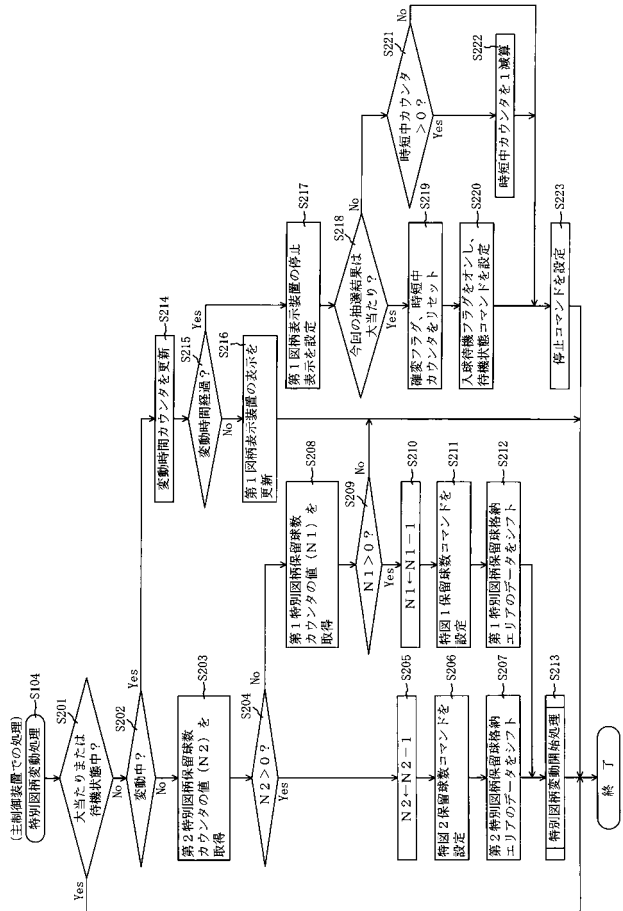 (主制御装置での処理)
特別図柄変動処理
S104
S201
大当たりまたは
待機状態中？
Yes
No
S202
変動中？
Yes
No
S203
第2特別図柄保留球数
カウンタの値（N2）を
取得
S204
N2＞0？
No
Yes
S205
N2←N2－1
S206
特図2保留球数コマンドを
設定
S207
第2特別図柄保留球格納
エリアのデータをシフト
S208
第1特別図柄保留球数
カウンタの値（N1）を
取得
S209
N1＞0？
No
Yes
S210
N1←N1－1
S211
特図1保留球数コマンドを
設定
S212
第1特別図柄保留球格納
エリアのデータをシフト
S213
特別図柄変動開始処理
S214
変動時間カウンタを更新
S215
変動時間経過？
Yes
No
S216
第1図柄表示装置の表示を
更新
S217
第1図柄表示装置の停止
表示を設定
S218
今回の抽選結果は
大当たり？
No
Yes
S219
確変フラグ、時短中
カウンタをリセット
S220
入球待機フラグをオンし、
待機状態コマンドを設定
S221
時短中カウンタ
＞0？
No
Yes
S222
時短中カウンタを1減算
S223
停止コマンドを設定
終了